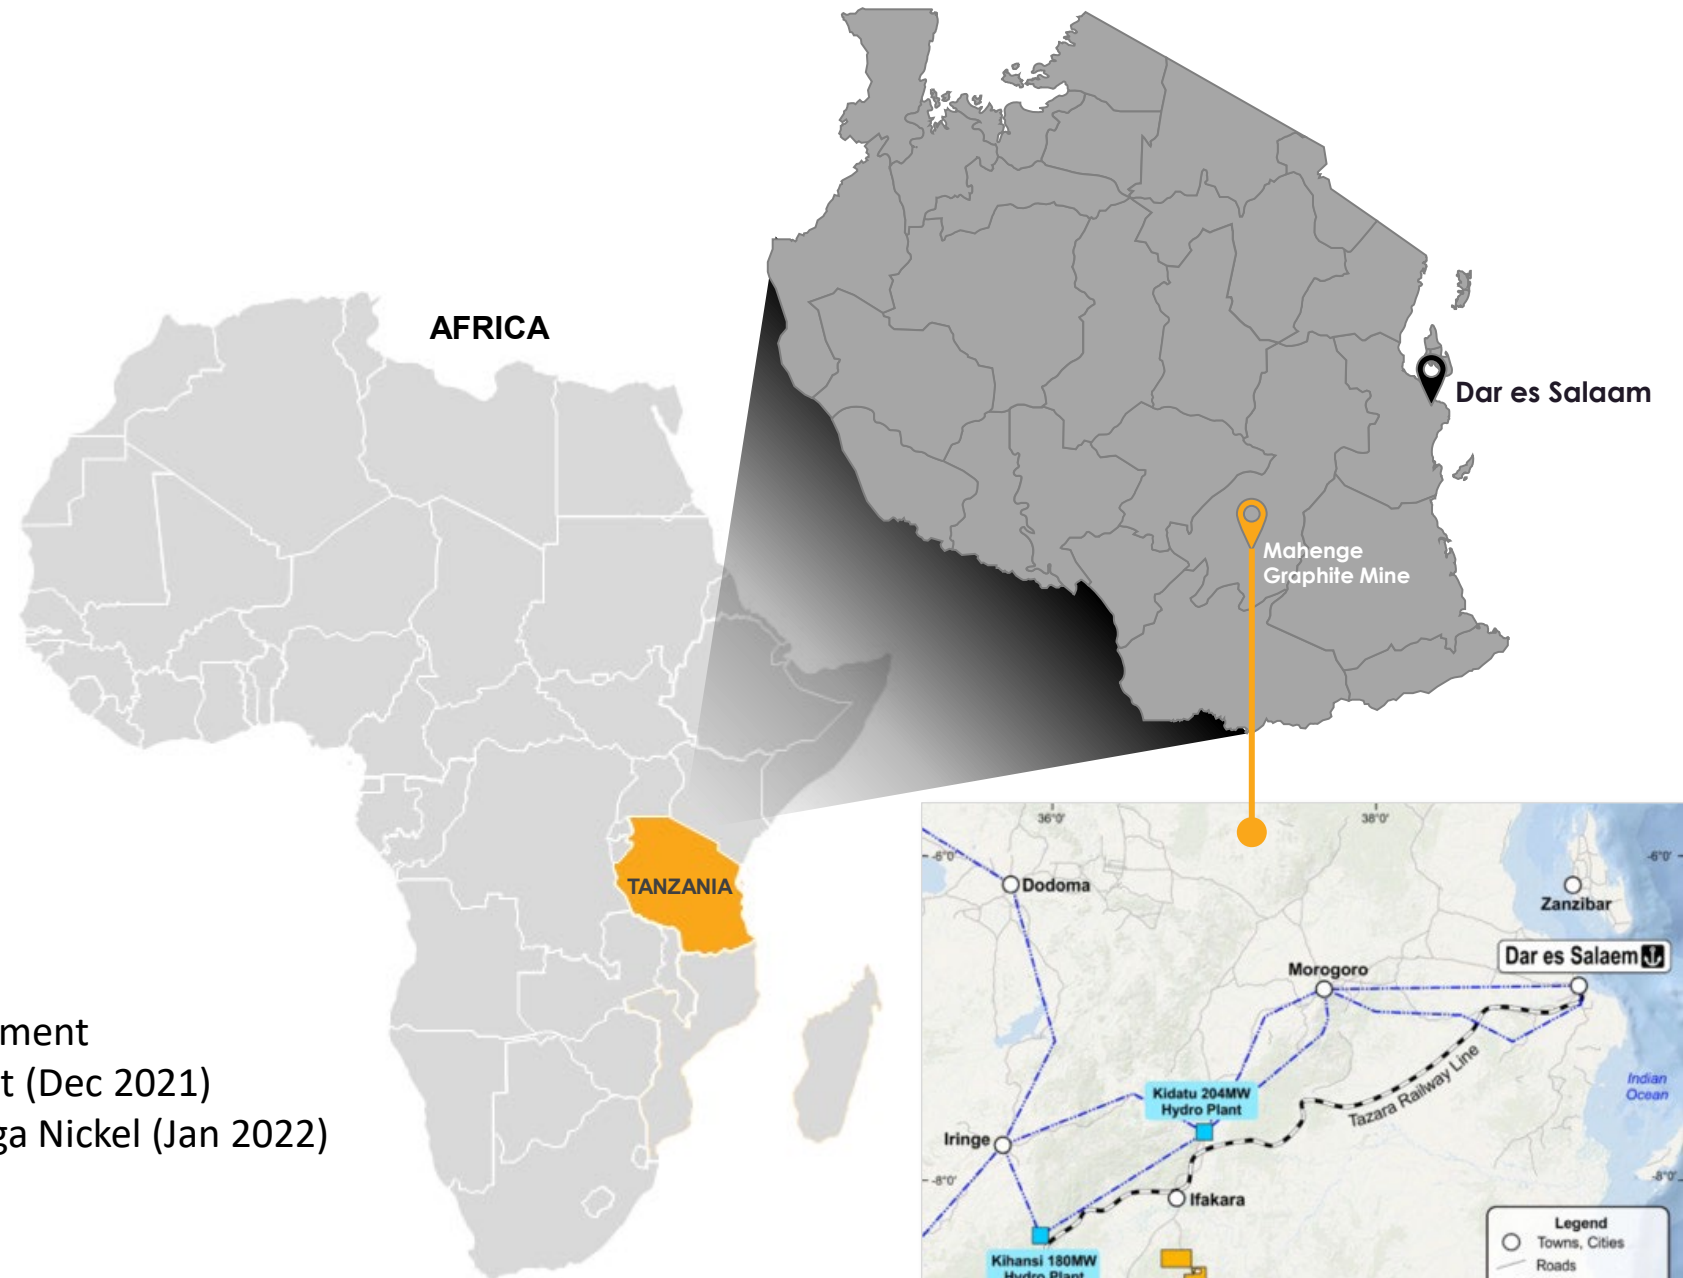 AFRICA
Dar es Salaam
Mahenge
Graphite Mine
TANZANIA
ment
t (Dec 2021)
ga Nickel (Jan 2022)
36°0'
38°0'
-6°0'
-6°0'
Dodoma
Zanzibar
Dar es Salaem
Morogoro
Indian
Ocean
Kidatu 204MW
Hydro Plant
Tazara Railway Line
Iringe
-8°0'
-8°0'
Ifakara
Kihansi 180MW
Hydro Plant
Legend
Towns, Cities
Roads